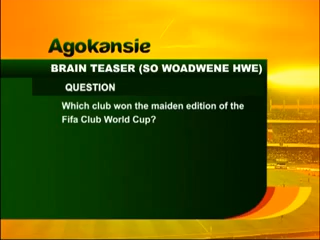 Agokansie
BRAIN TEASER (SO WOADWENE HWE)
QUESTION
Which club won the maiden edition of the
Fifa Club World Cup?